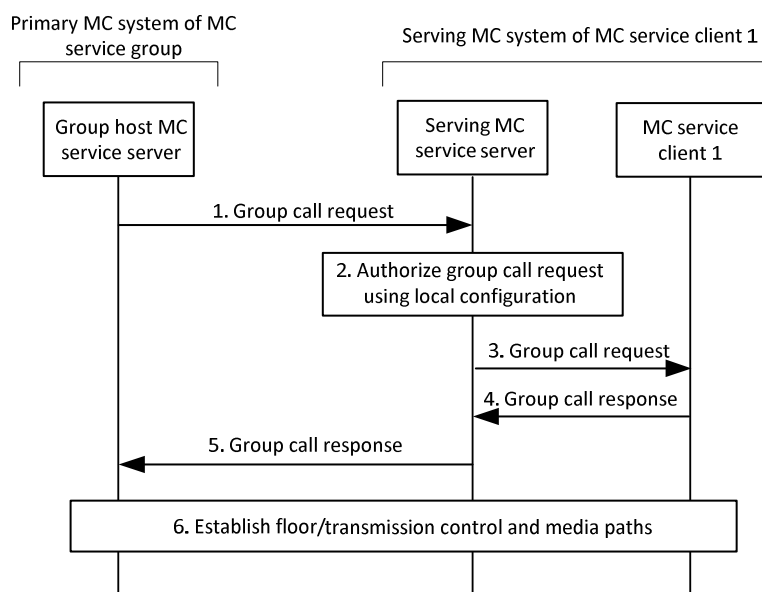 Primary MC system of MC
service group
Serving MC system of MC service client 1
Group host MC
service server
Serving MC
service server
MC service
client 1
1. Group call request
2. Authorize group call request
using local configuration
3. Group call request
4. Group call response
5. Group call response
6. Establish floor/transmission control and media paths